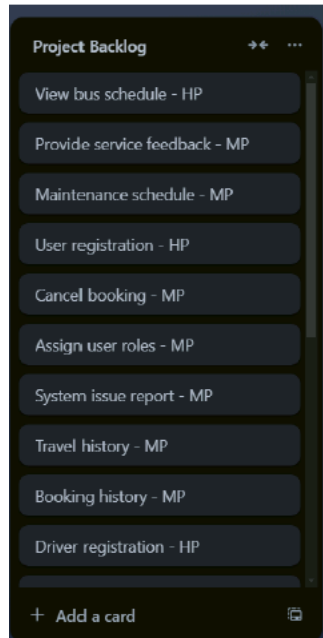 Project Backlog
View bus schedule - HP
Provide service feedback - MP
Maintenance schedule - MP
User registration - HP
Cancel booking - MP
Assign user roles - MP
System issue report - MP
Travel history - MP
Booking history - MP
Driver registration - HP
+ Add a card